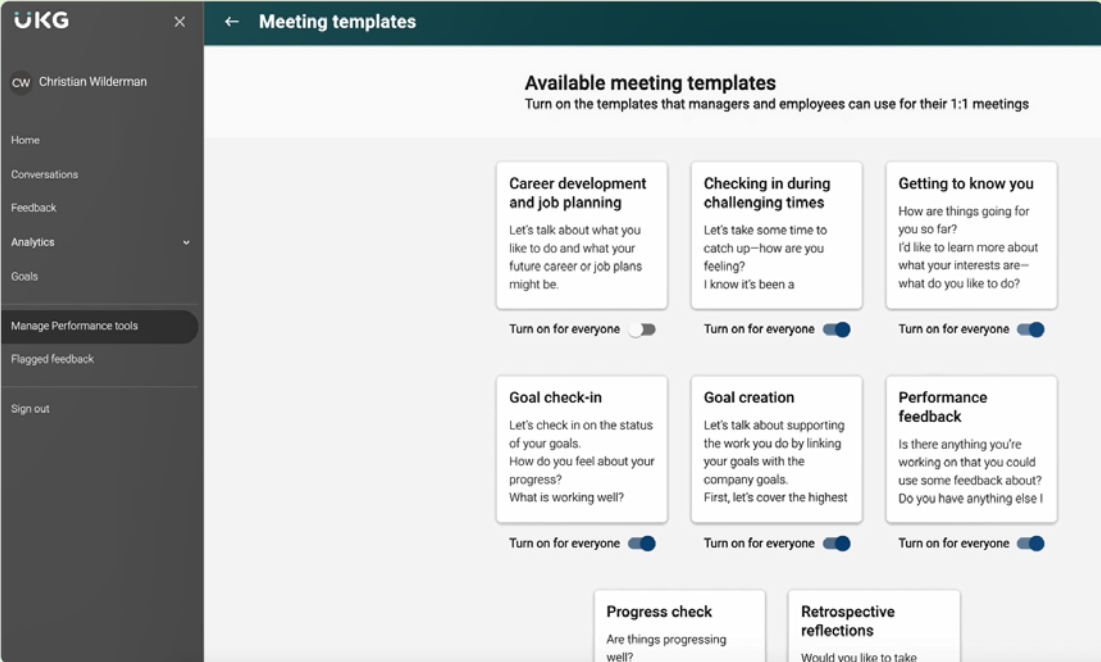 UKG
CW Christian Wilderman
Home
Conversations
Feedback
Analytics
Goals
Manage Performance tools
Flagged feedback
Sign out
Meeting templates
Available meeting templates
Turn on the templates that managers and employees can use for their 1:1 meetings
Career development
and job planning
Let's talk about what you
like to do and what your
future career or job plans
might be.
Turn on for everyone
Checking in during
challenging times
Let's take some time to
catch up—how are you
feeling?
I know it's been a
Turn on for everyone
Getting to know you
How are things going for
you so far?
I'd like to learn more about
what your interests are—
what do you like to do?
Turn on for everyone
Goal check-in
Let's check in on the status
of your goals.
How do you feel about your
progress?
What is working well?
Turn on for everyone
Goal creation
Let's talk about supporting
the work you do by linking
your goals with the
company goals.
First, let's cover the highest
Turn on for everyone
Performance
feedback
Is there anything you're
working on that you could
use some feedback about?
Do you have anything else I
Turn on for everyone
Progress check
Are things progressing
well?
Retrospective
reflections
Would you like to take